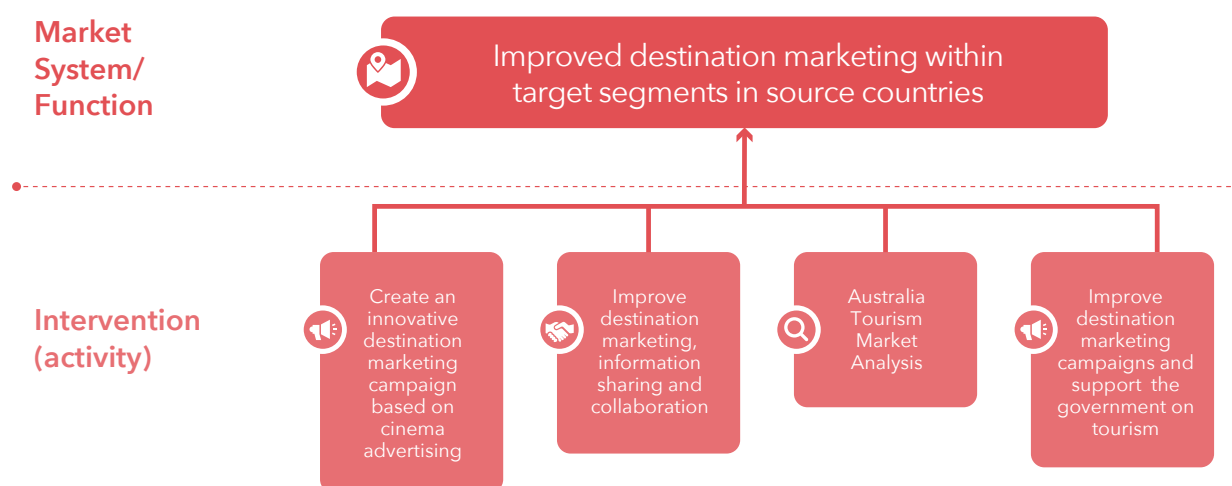 Market
System/
Function
Improved destination marketing within
target segments in source countries
Intervention
(activity)
Create an
innovative
destination
marketing
campaign
based on
cinema
advertising
Improve
destination
marketing,
information
sharing and
collaboration
Australia
Tourism
Market
Analysis
Improve
destination
marketing
campaigns and
support the
government on
tourism